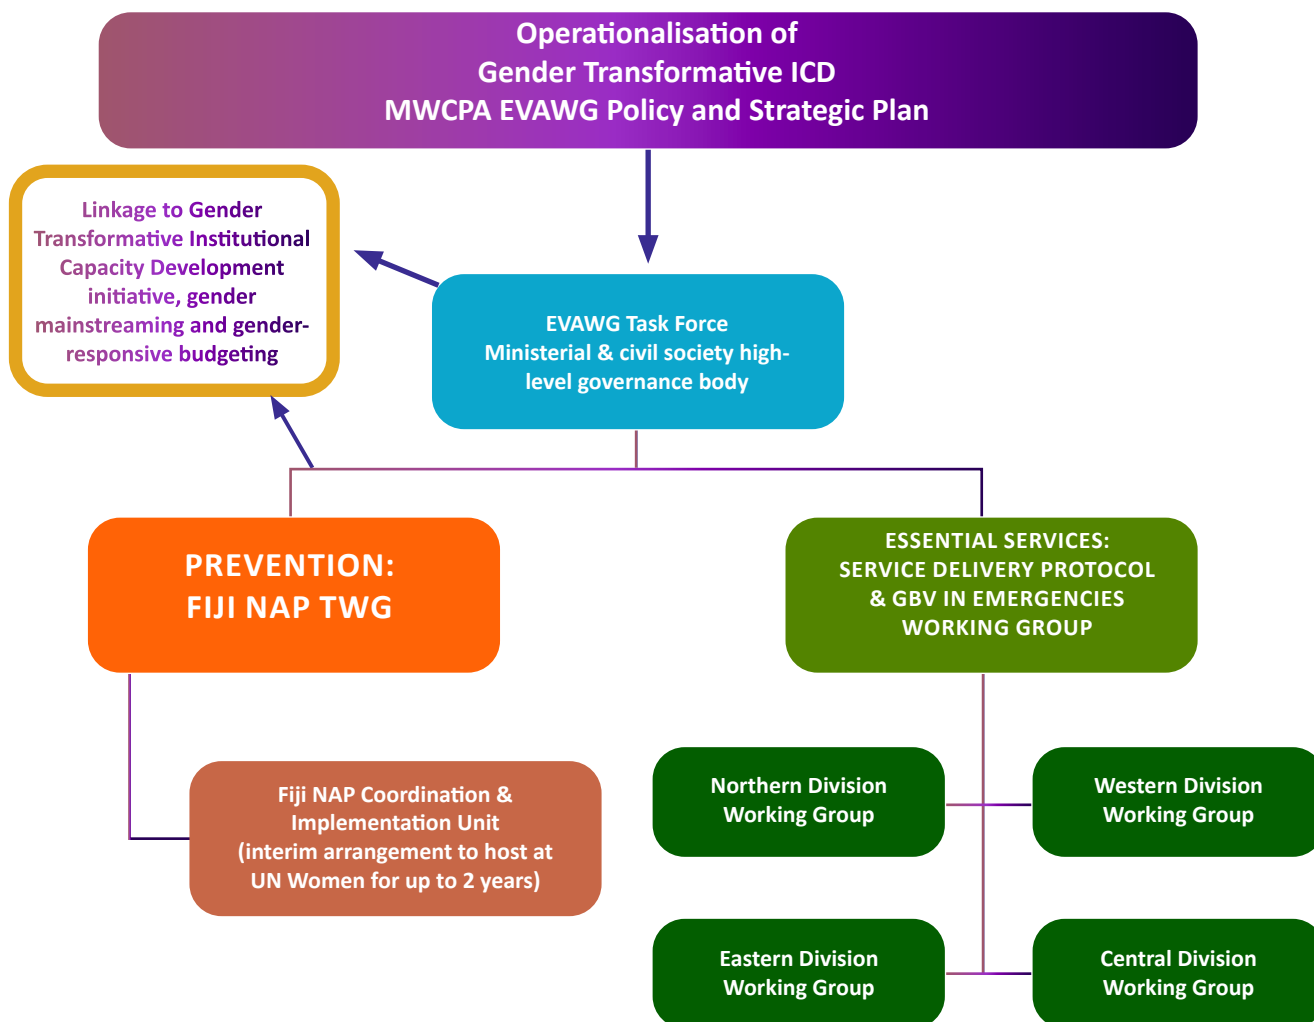 Operationalisation of
Gender Transformative ICD
MWCPA EVAWG Policy and Strategic Plan
Linkage to Gender
Transformative Institutional
Capacity Development
initiative, gender
mainstreaming and gender-
responsive budgeting
EVAWG Task Force
Ministerial & civil society high-
level governance body
PREVENTION:
FIJI NAP TWG
ESSENTIAL SERVICES:
SERVICE DELIVERY PROTOCOL
& GBV IN EMERGENCIES
WORKING GROUP
Fiji NAP Coordination &
Implementation Unit
(interim arrangement to host at
UN Women for up to 2 years)
Northern Division
Working Group
Western Division
Working Group
Eastern Division
Working Group
Central Division
Working Group